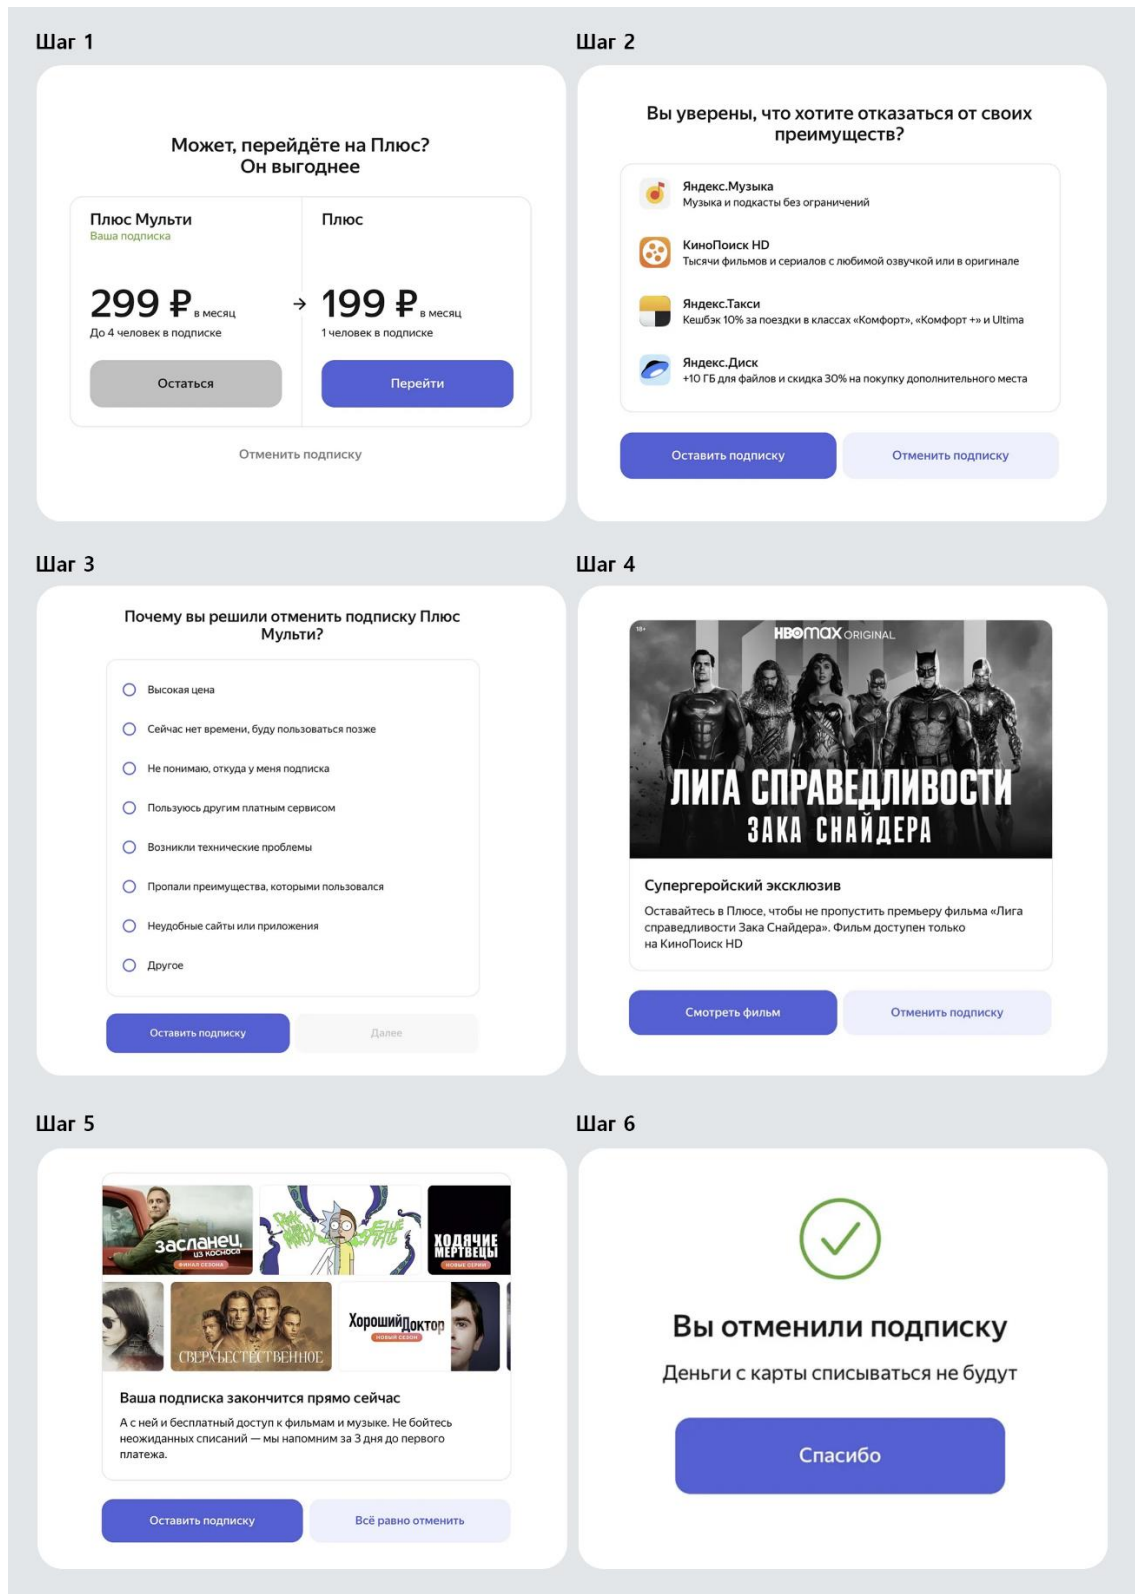 Шаг 1
Может, перейдёте на Плюс?
Он выгоднее
Плюс Мульти
Ваша подписка
299 ₽ в месяц
До 4 человек в подписке
Остаться
→
Плюс
199 ₽ в месяц
1 человек в подписке
Перейти
Отменить подписку
Шаг 2
Вы уверены, что хотите отказаться от своих
преимуществ?
Яндекс.Музыка
Музыка и подкасты без ограничений
КиноПоиск HD
Тысячи фильмов и сериалов с любимой озвучкой или в оригинале
Яндекс.Такси
Кешбэк 10% за поездки в классах «Комфорт», «Комфорт +» и Ultima
Яндекс.Диск
+10 ГБ для файлов и скидка 30% на покупку дополнительного места
Оставить подписку
Отменить подписку
Шаг 3
Почему вы решили отменить подписку Плюс
Мульти?
Высокая цена
Сейчас нет времени, буду пользоваться позже
Не понимаю, откуда у меня подписка
Пользуюсь другим платным сервисом
Возникли технические проблемы
Пропали преимущества, которыми пользовался
Неудобные сайты или приложения
Другое
Оставить подписку
Далее
Шаг 4
18+
HBOMAX ORIGINAL
ЛИГА СПРАВЕДЛИВОСТИ
ЗАКА СНАЙДЕРА
Супергеройский эксклюзив
Оставайтесь в Плюсе, чтобы не пропустить премьеру фильма «Лига
справедливости Зака Снайдера». Фильм доступен только
на КиноПоиск HD
Смотреть фильм
Отменить подписку
Шаг 5
засланец
из космоса
ФИНАЛ СЕЗОНА
ХОДЯЧИЕ
МЕРТВЕЦЫ
НОВЫЕ СЕРИИ
СВЕРХЪЕСТЕСТВЕННОЕ
Хороший Доктор
НОВЫЙ СЕЗОН
Ваша подписка закончится прямо сейчас
А с ней и бесплатный доступ к фильмам и музыке. Не бойтесь
неожиданных списаний — мы напомним за 3 дня до первого
платежа.
Оставить подписку
Всё равно отменить
Шаг 6
Вы отменили подписку
Деньги с карты списываться не будут
Спасибо